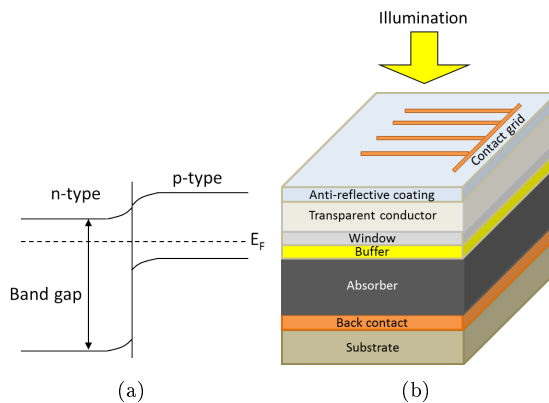 n-type
p-type
E_F
Band gap
(a)
Illumination
Contact grid
Anti-reflective coating
Transparent conductor
Window
Buffer
Absorber
Back contact
Substrate
(b)